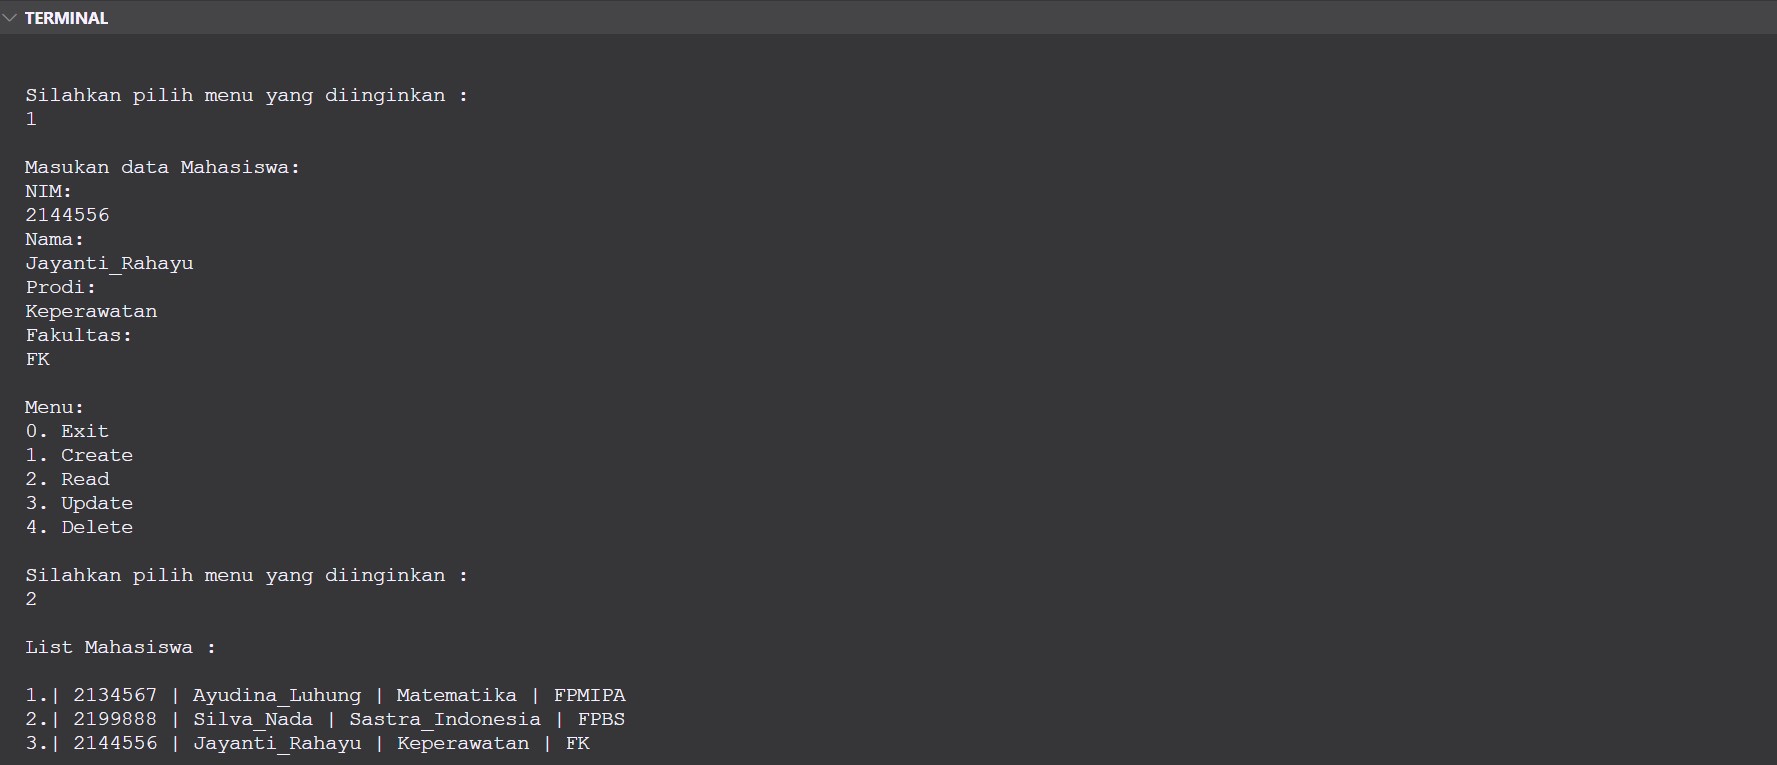 TERMINAL
Silahkan pilih menu yang diinginkan :
1
Masukan data Mahasiswa:
NIM:
2144556
Nama:
Jayanti_Rahayu
Prodi:
Keperawatan
Fakultas:
FK
Menu:
0. Exit
1. Create
2. Read
3. Update
4. Delete
Silahkan pilih menu yang diinginkan :
2
List Mahasiswa :
1.| 2134567 | Ayudina_Luhung | Matematika | FPMIPA
2.| 2199888 | Silva_Nada | Sastra_Indonesia | FPBS
3.| 2144556 | Jayanti_Rahayu | Keperawatan | FK